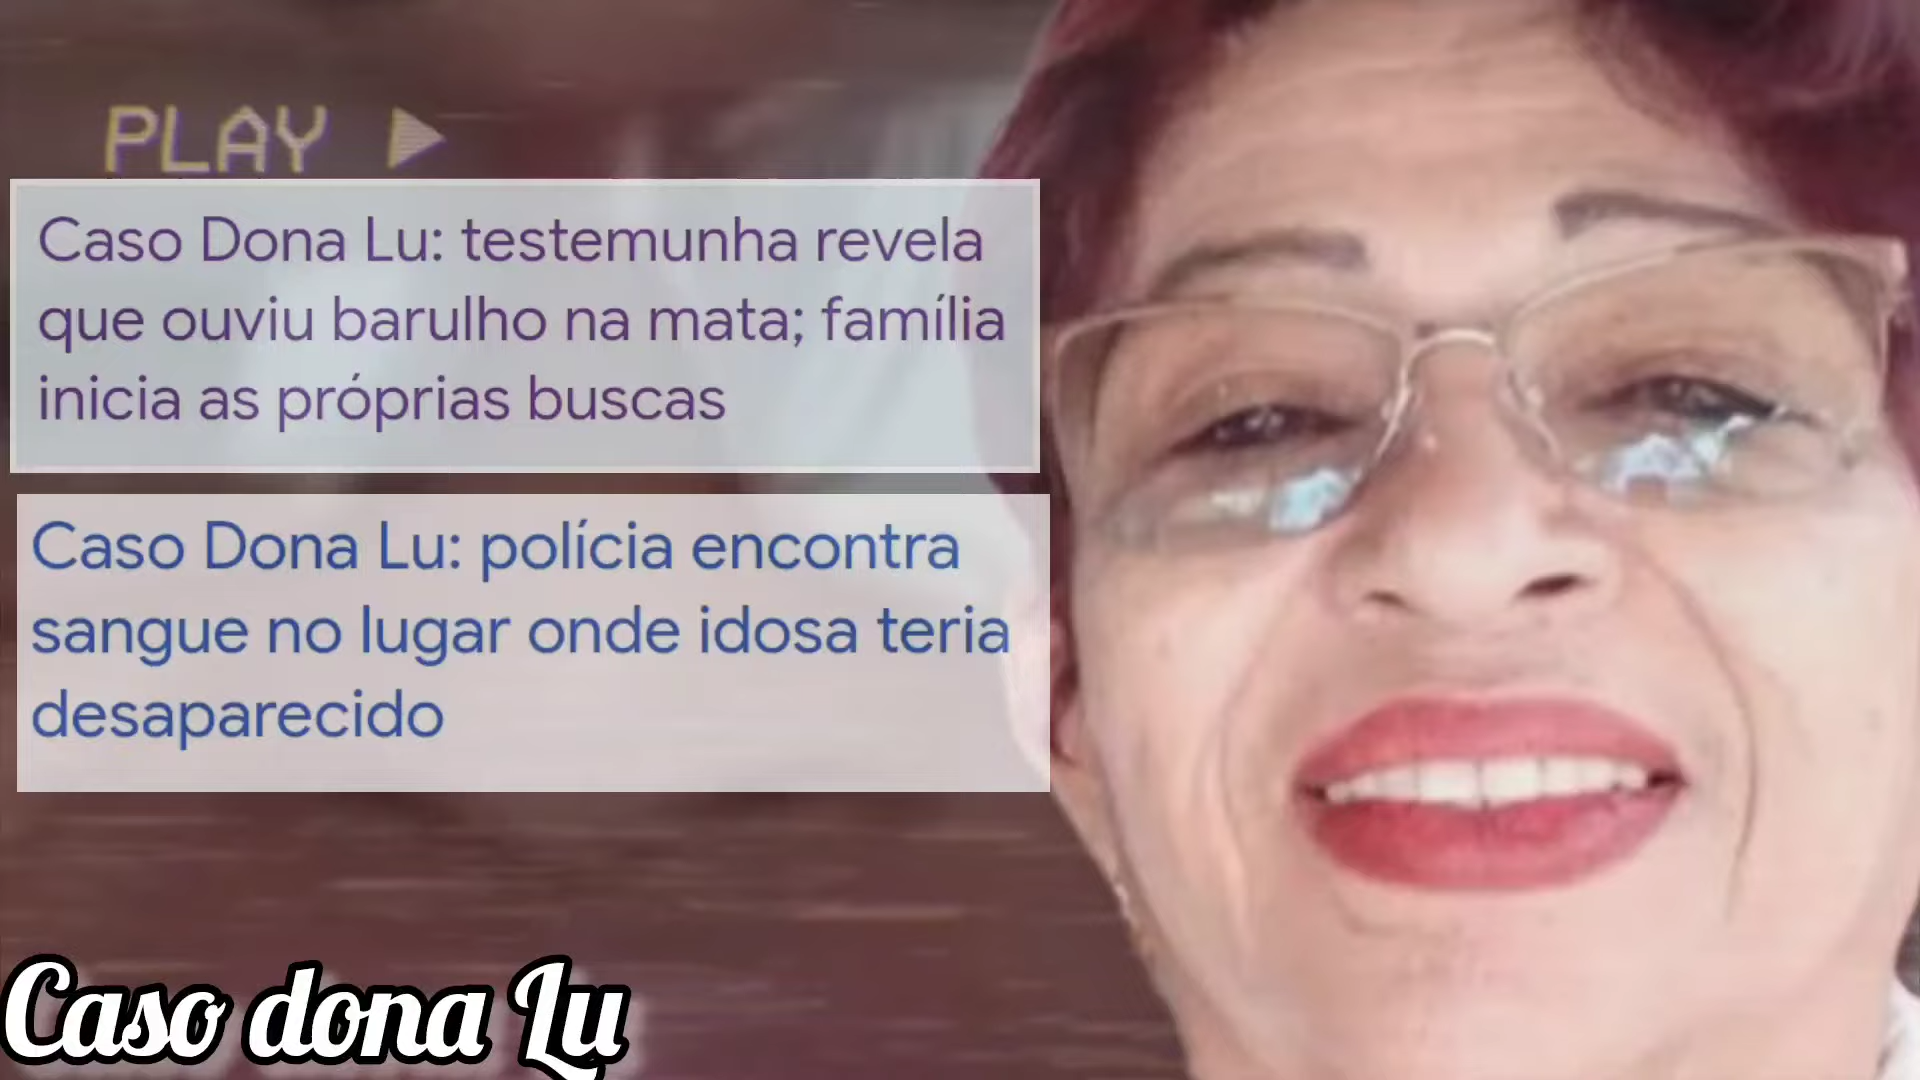 PLAY
Caso Dona Lu: testemunha revela
que ouviu barulho na mata; família
inicia as próprias buscas
Caso Dona Lu: polícia encontra
sangue no lugar onde idosa teria
desaparecido
Caso dona Lu